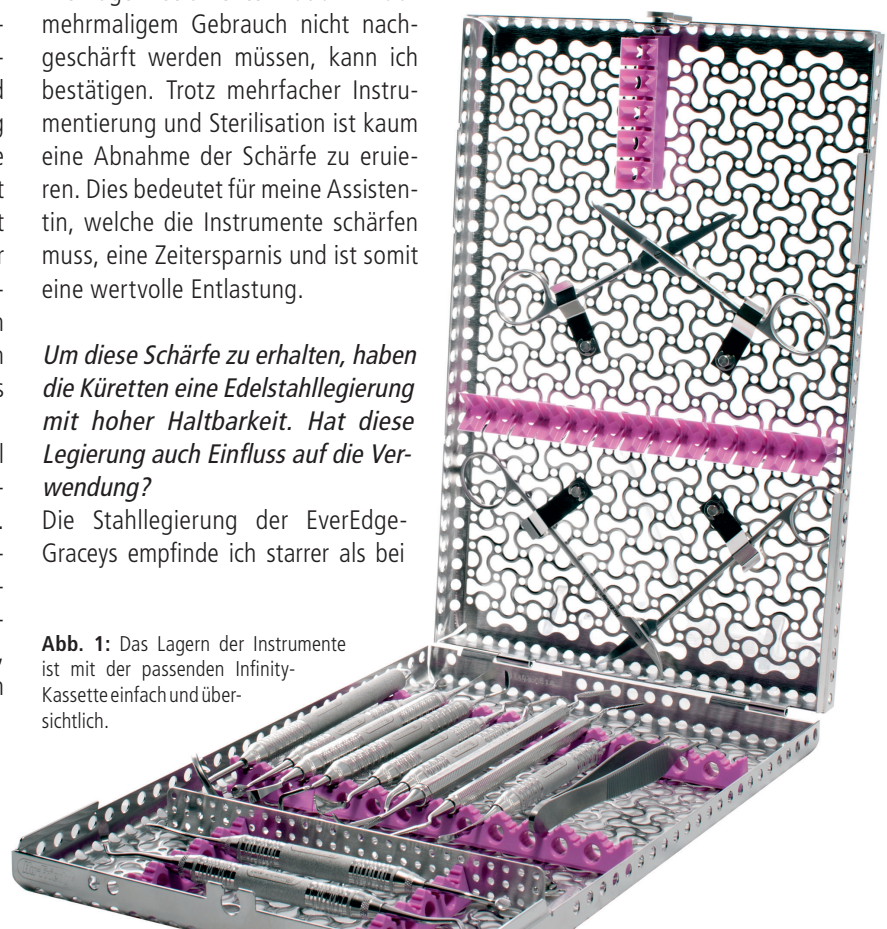 mehrmaligem Gebrauch nicht nach-
geschärft werden müssen, kann ich
bestätigen. Trotz mehrfacher Instru-
mentierung und Sterilisation ist kaum
eine Abnahme der Schärfe zu eruie-
ren. Dies bedeutet für meine Assisten-
tin, welche die Instrumente schärfen
muss, eine Zeitersparnis und ist somit
eine wertvolle Entlastung.
Um diese Schärfe zu erhalten, haben
die Küretten eine Edelstahllegierung
mit hoher Haltbarkeit. Hat diese
Legierung auch Einfluss auf die Ver-
wendung?
Die Stahllegierung der EverEdge-
Graceys empfinde ich starrer als bei
Abb. 1: Das Lagern der Instrumente
ist mit der passenden Infinity-
Kassette einfach und über-
sichtlich.